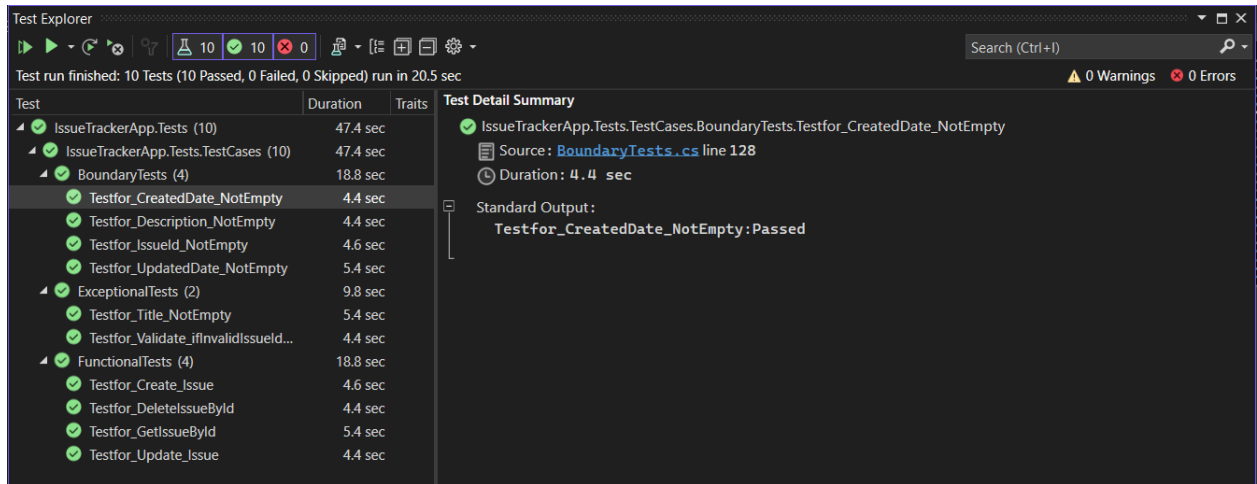 Test Explorer
10 10 0 Search (Ctrl+I)
Test run finished: 10 Tests (10 Passed, 0 Failed, 0 Skipped) run in 20.5 sec 0 Warnings 0 Errors
Test Duration Traits
IssueTrackerApp.Tests (10) 47.4 sec
IssueTrackerApp.Tests.TestCases (10) 47.4 sec
BoundaryTests (4) 18.8 sec
Testfor_CreatedDate_NotEmpty 4.4 sec
Testfor_Description_NotEmpty 4.4 sec
Testfor_IssueId_NotEmpty 4.6 sec
Testfor_UpdatedDate_NotEmpty 5.4 sec
ExceptionalTests (2) 9.8 sec
Testfor_Title_NotEmpty 5.4 sec
Testfor_Validate_ifInvalidIssueId... 4.4 sec
FunctionalTests (4) 18.8 sec
Testfor_Create_Issue 4.6 sec
Testfor_DeleteIssueById 4.4 sec
Testfor_GetIssueById 5.4 sec
Testfor_Update_Issue 4.4 sec
Test Detail Summary
IssueTrackerApp.Tests.TestCases.BoundaryTests.Testfor_CreatedDate_NotEmpty
Source: BoundaryTests.cs line 128
Duration: 4.4 sec
Standard Output:
Testfor_CreatedDate_NotEmpty:Passed